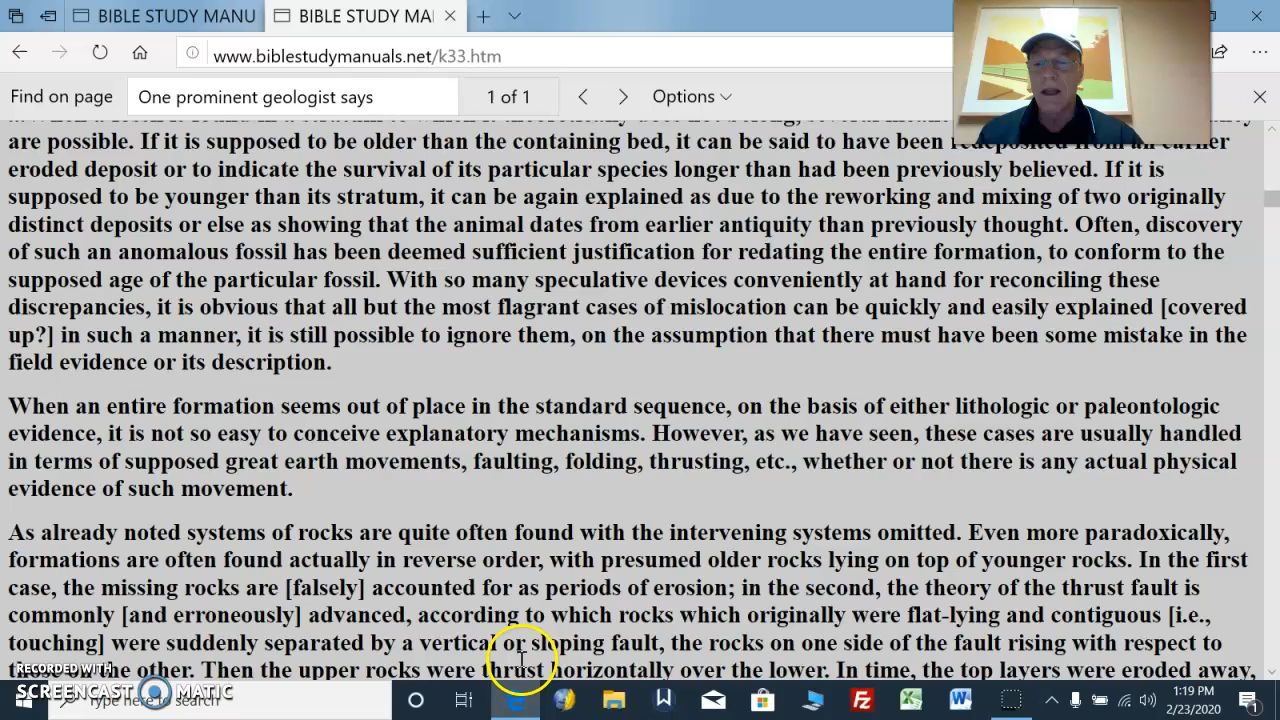 BIBLE STUDY MANU
BIBLE STUDY MAI
www.biblestudymanuals.net/k33.htm
Find on page
One prominent geologist says
1 of 1
Options
are possible. If it is supposed to be older than the containing bed, it can be said to have been redeposited from an earlier
eroded deposit or to indicate the survival of its particular species longer than had been previously believed. If it is
supposed to be younger than its stratum, it can be again explained as due to the reworking and mixing of two originally
distinct deposits or else as showing that the animal dates from earlier antiquity than previously thought. Often, discovery
of such an anomalous fossil has been deemed sufficient justification for redating the entire formation, to conform to the
supposed age of the particular fossil. With so many speculative devices conveniently at hand for reconciling these
discrepancies, it is obvious that all but the most flagrant cases of mislocation can be quickly and easily explained [covered
up?] in such a manner, it is still possible to ignore them, on the assumption that there must have been some mistake in the
field evidence or its description.
When an entire formation seems out of place in the standard sequence, on the basis of either lithologic or paleontologic
evidence, it is not so easy to conceive explanatory mechanisms. However, as we have seen, these cases are usually handled
in terms of supposed great earth movements, faulting, folding, thrusting, etc., whether or not there is any actual physical
evidence of such movement.
As already noted systems of rocks are quite often found with the intervening systems omitted. Even more paradoxically,
formations are often found actually in reverse order, with presumed older rocks lying on top of younger rocks. In the first
case, the missing rocks are [falsely] accounted for as periods of erosion; in the second, the theory of the thrust fault is
commonly [and erroneously] advanced, according to which rocks which originally were flat-lying and contiguous [i.e.,
touching] were suddenly separated by a vertical or sloping fault, the rocks on one side of the fault rising with respect to
the other. Then the upper rocks were thrust horizontally over the lower. In time, the top layers were eroded away,
RECORDED WITH
SCREENCAST MATIC
Type here to search
1:19 PM
2/23/2020
1